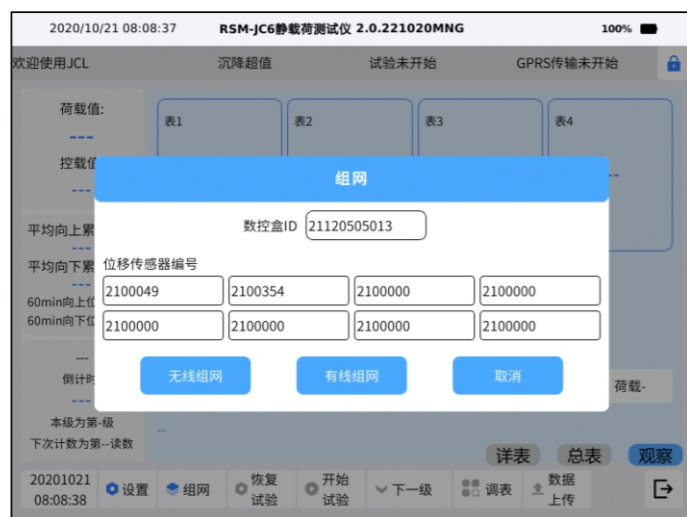 2020/10/21 08:08:37 RSM-JC6静载荷测试仪 2.0.221020MNG 100%
欢迎使用JCL 沉降超值 试验未开始 GPRS传输未开始
荷载值:
---
控载值
---
表1 表2 表3 表4
--
组网
数控盒ID 21120505013
位移传感器编号
2100049 2100354 2100000 2100000
2100000 2100000 2100000 2100000
无线组网 有线组网 取消
平均向上累
---
平均向下累
---
60min向上位
60min向下位
---
倒计时
---
本级为第-级
下次计数为第--读数
荷载-
--
详表 总表 观察
20201021
08:08:38
设置 组网 恢复试验 开始试验 下一级 调表 数据上传